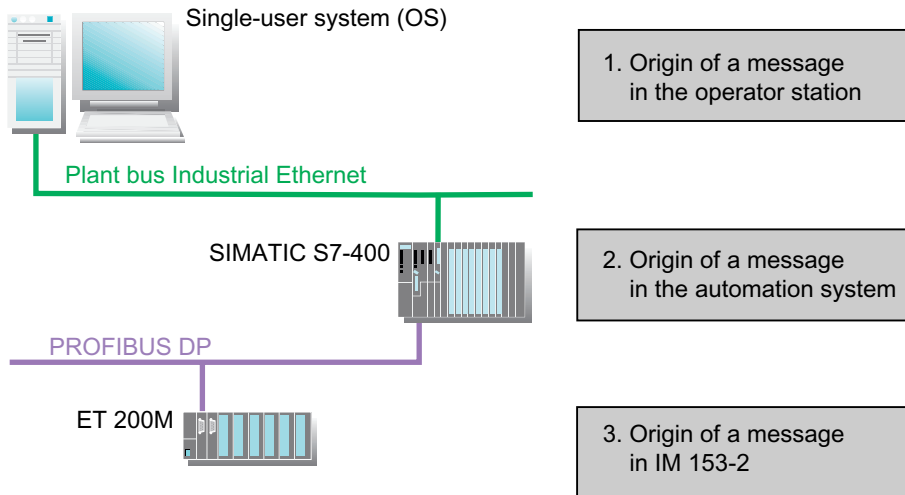 Single-user system (OS)
1. Origin of a message
in the operator station
Plant bus Industrial Ethernet
SIMATIC S7-400
2. Origin of a message
in the automation system
PROFIBUS DP
ET 200M
3. Origin of a message
in IM 153-2